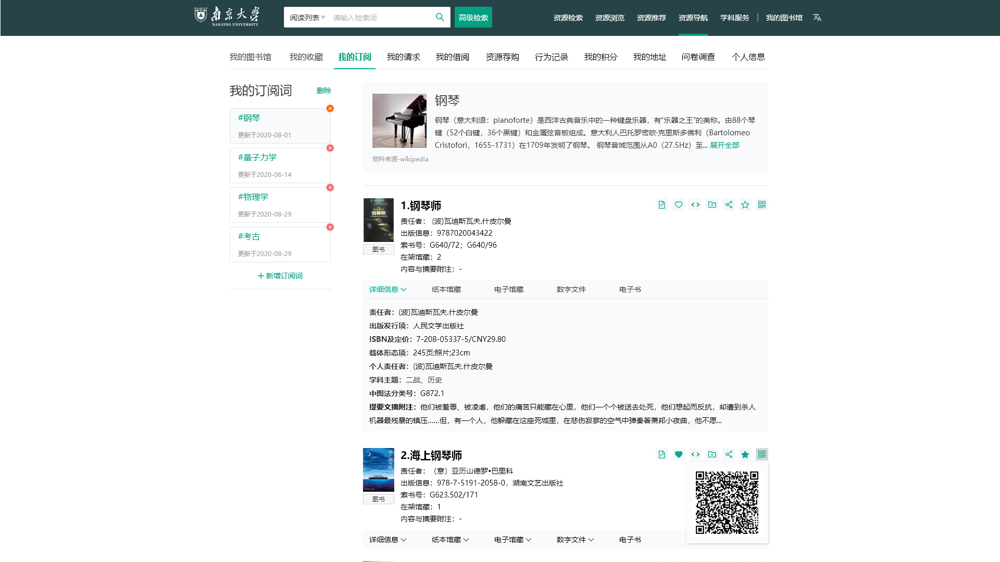 南京大学
NANJING UNIVERSITY
阅读列表 请输入检索词 高级检索
资源检索 资源浏览 资源推荐 资源导航 学科服务 我的图书馆
我的图书馆 我的收藏 我的订阅 我的请求 我的借阅 资源荐购 行为记录 我的积分 我的地址 问卷调查 个人信息
我的订阅词 删除
#钢琴
更新于2020-08-01
#量子力学
更新于2020-06-14
#物理学
更新于2020-08-29
#考古
更新于2020-08-29
新增订阅词
钢琴
钢琴（意大利语：pianoforte）是西洋古典音乐中的一种键盘乐器，有“乐器之王”的美称。由88个琴
键（52个白键，36个黑键）和金属弦音板组成。意大利人巴托罗密欧·克里斯多佛利（Bartolomeo
Cristofori，1655-1731）在1709年发明了钢琴。 钢琴音域范围从A0（27.5Hz）至... 展开全部
资料来源-wikipedia
钢琴师
图书
1.钢琴师
责任者： (波)瓦迪斯瓦夫.什皮尔曼
出版信息：9787020043422
索书号：G640/72；G640/96
在架馆藏：2
内容与摘要附注：-
详细信息 纸本馆藏 电子馆藏 数字文件 电子书
责任者：(波)瓦迪斯瓦夫.什皮尔曼
出版发行项：人民文学出版社
ISBN及定价：7-208-05337-5/CNY29.80
载体形态项：245页:照片;23cm
个人责任者：(波)瓦迪斯瓦夫.什皮尔曼
学科主题：二战、历史
中图法分类号：G872.1
提要文摘附注：他们被羞辱、被凌虐，他们的痛苦只能藏在心里，他们一个个被送去处死，他们想起而反抗，却遭到杀人
机器最残暴的镇压......但，有一个人，他躲藏在这座死城里，在悲伤寂寥的空气中弹奏著萧邦小夜曲，他不愿...
海上钢琴师
图书
2.海上钢琴师
责任者：（意）亚历山德罗•巴里科
出版信息：978-7-5191-2058-0，湖南文艺出版社
索书号：G623.502/171
在架馆藏：1
内容与摘要附注：-
详细信息 纸本馆藏 电子馆藏 数字文件 电子书